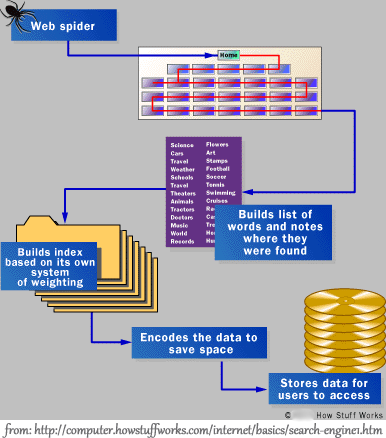 Web spider
Home
Science Flowers
Cars Art
Travel Stamps
Weather Football
Schools Soccer
Travel Tennis
Theaters Swimming
Animals Cruises
Tractors
Doctors
Music
World
Records
Builds list of
words and notes
where they
were found
Builds index
based on its own
system
of weighting
Encodes the data to
save space
Stores data for
users to access
© How Stuff Works
from: http://computer.howstuffworks.com/internet/basics/search-engine1.htm